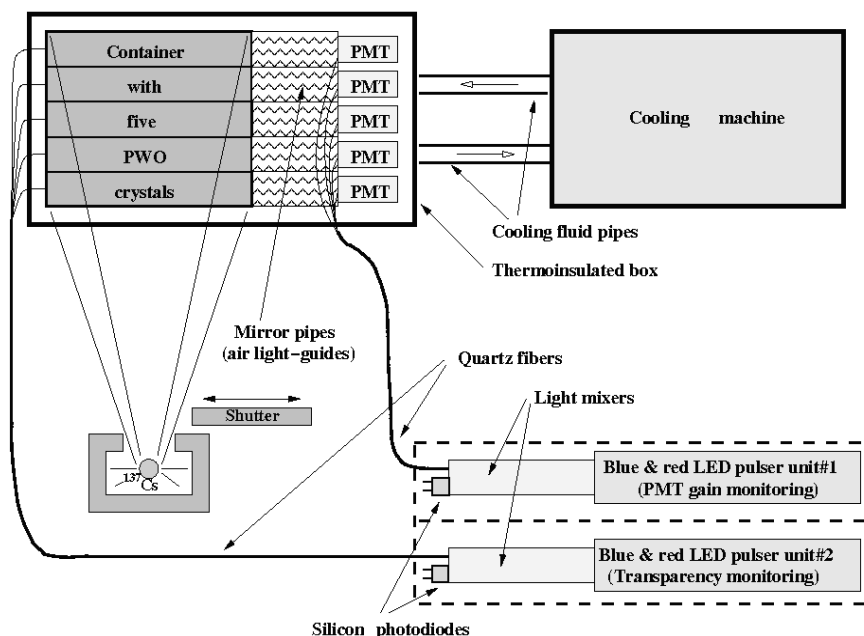 Container
with
five
PWO
crystals
PMT
PMT
PMT
PMT
PMT
Cooling machine
Cooling fluid pipes
Thermoinsulated box
Mirror pipes
(air light-guides)
Quartz fibers
Shutter
Light mixers
137Cs
Blue & red LED pulser unit#1
(PMT gain monitoring)
Blue & red LED pulser unit#2
(Transparency monitoring)
Silicon photodiodes